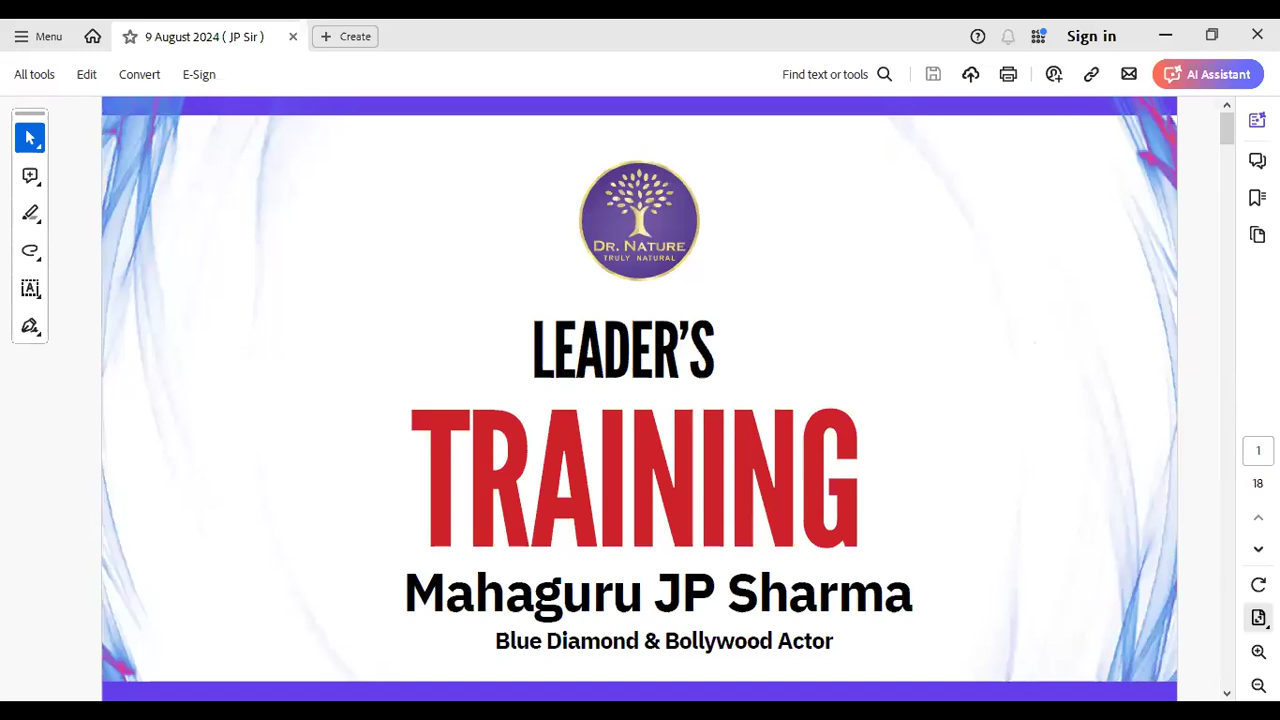 Menu
9 August 2024 ( JP Sir )
Create
Sign in
All tools
Edit
Convert
E-Sign
Find text or tools
AI Assistant
DR. NATURE
TRULY NATURAL
LEADER'S
TRAINING
Mahaguru JP Sharma
Blue Diamond & Bollywood Actor
1
18